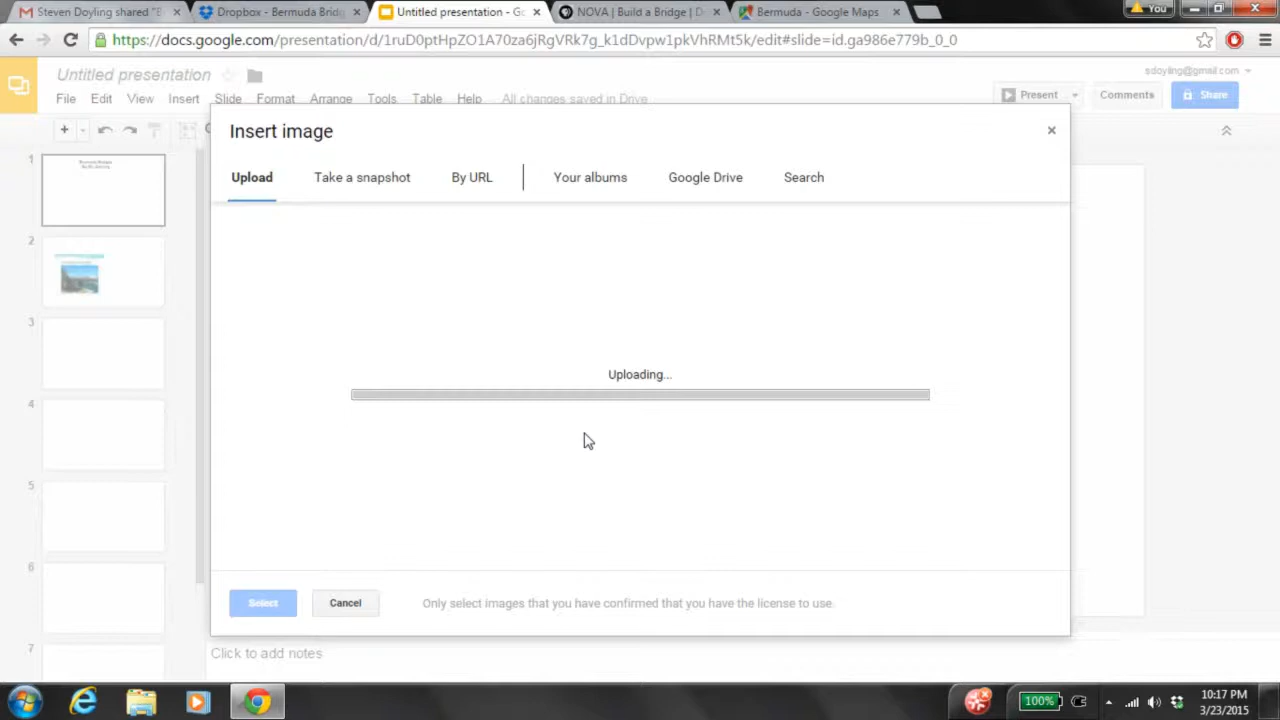 Steven Doyling shared "B
Dropbox - Bermuda Bridg
Untitled presentation - Go
NOVA | Build a Bridge | D
Bermuda - Google Maps
You
https://docs.google.com/presentation/d/1ruD0ptHpZO1A70za6jRgVRk7g_k1dDvpw1pkVhRMt5k/edit#slide=id.ga986e779b_0_0
Untitled presentation
sdoyling@gmail.com
File Edit View Insert Slide Format Arrange Tools Table Help All changes saved in Drive
Present
Comments
Share
Insert image
Upload Take a snapshot By URL Your albums Google Drive Search
1
2
3
4
5
6
7
Uploading...
Select
Cancel
Only select images that you have confirmed that you have the license to use.
Click to add notes
100%
10:17 PM
3/23/2015